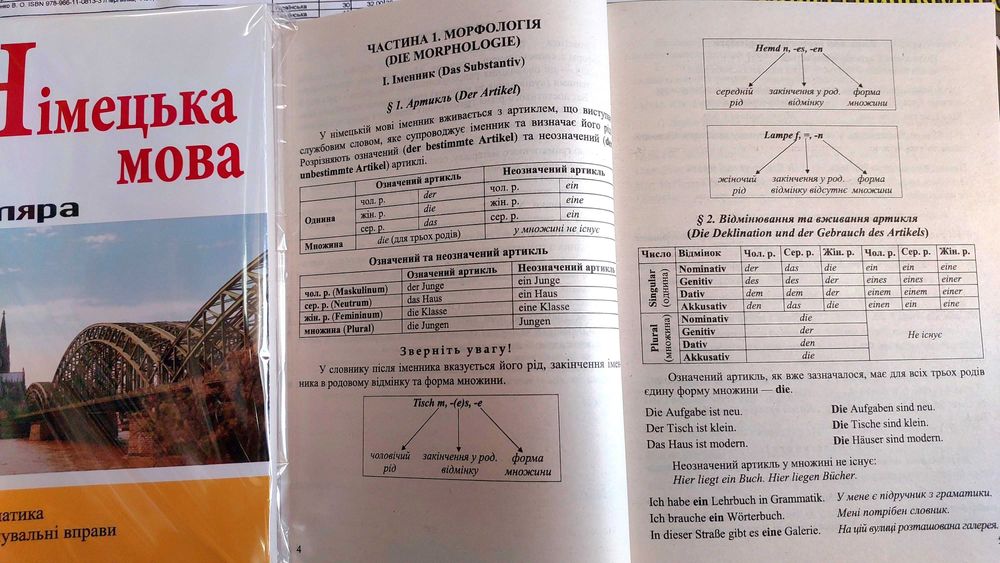 нко В. О. ISBN 978-966-11-0813-3
Німецька
мова
ляра
атика
увальні вправи
ЧАСТИНА 1. МОРФОЛОГІЯ
(DIE MORPHOLOGIE)
I. Іменник (Das Substantiv)
§ 1. Артикль (Der Artikel)
У німецькій мові іменник вживається з артиклем, що виступа
службовим словом, яке супроводжує іменник та визначає його рід
Розрізняють означений (der bestimmte Artikel) та неозначений (de
unbestimmte Artikel) артиклі.
Означений артикль Неозначений артикль
Однина чол. р. der чол. р. ein
жін. р. die жін. р. eine
сер. р. das сер. р. ein
Множина die (для трьох родів) у множині не існує
Означений та неозначений артикль
Означений артикль Неозначений артикль
чол. р. (Maskulinum) der Junge ein Junge
сер. р. (Neutrum) das Haus ein Haus
жін. р. (Femininum) die Klasse eine Klasse
множина (Plural) die Jungen Jungen
Зверніть увагу!
У словнику після іменника вказується його рід, закінчення імен
ника в родовому відмінку та форма множини.
Tisch m, -(e)s, -e
чоловічий закінчення у род. форма
рід відмінку множини
4
Hemd n, -es, -en
середній закінчення у род. форма
рід відмінку множини
Lampe f, =, -n
жіночий закінчення у род. форма
рід відмінку відсутнє множини
§ 2. Відмінювання та вживання артикля
(Die Deklination und der Gebrauch des Artikels)
Число Відмінок Чол. р. Сер. р. Жін. р. Чол. р. Сер. р. Жін. р.
Singular (однина) Nominativ der das die ein ein eine
Genitiv des des der eines eines einer
Dativ dem dem der einem einem einer
Akkusativ den das die einen ein eine
Plural (множина) Nominativ die Не існує
Genitiv der
Dativ den
Akkusativ die
Означений артикль, як вже зазначалося, має для всіх трьох родів
єдину форму множини — die.
Die Aufgabe ist neu. Die Aufgaben sind neu.
Der Tisch ist klein. Die Tische sind klein.
Das Haus ist modern. Die Häuser sind modern.
Неозначений артикль у множині не існує:
Hier liegt ein Buch. Hier liegen Bücher.
Ich habe ein Lehrbuch in Grammatik. У мене є підручник з граматики.
Ich brauche ein Wörterbuch. Мені потрібен словник.
In dieser Straße gibt es eine Galerie. На цій вулиці розташована галерея.